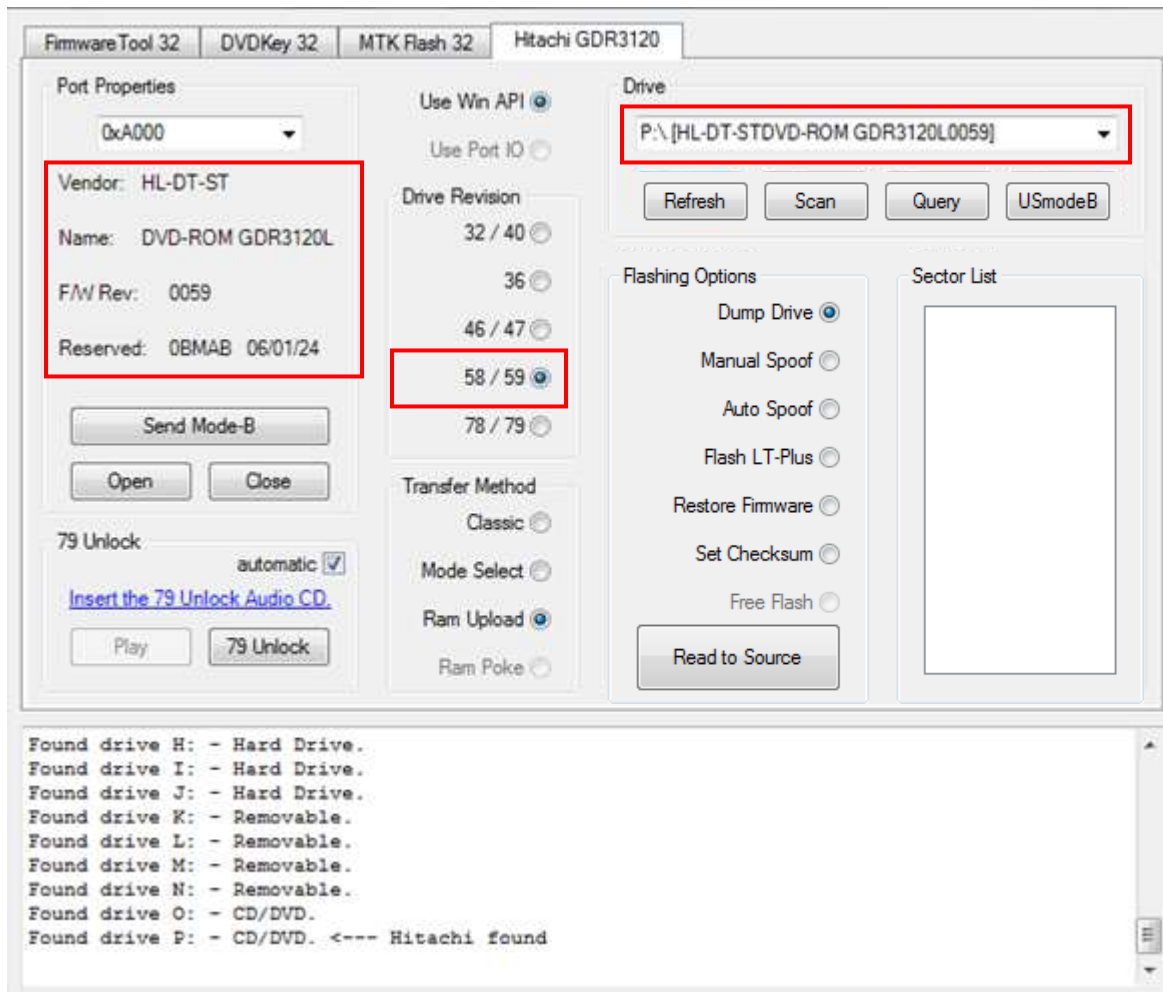 FirmwareTool 32
DVDKey 32
MTK Flash 32
Hitachi GDR3120
Port Properties
0xA000
Vendor: HL-DT-ST
Name: DVD-ROM GDR3120L
F/W Rev: 0059
Reserved: 0BMAB 06/01/24
Send Mode-B
Open
Close
79 Unlock
automatic
Insert the 79 Unlock Audio CD.
Play
79 Unlock
Use Win API
Use Port IO
Drive Revision
32 / 40
36
46 / 47
58 / 59
78 / 79
Transfer Method
Classic
Mode Select
Ram Upload
Ram Poke
Drive
P:\ [HL-DT-STDVD-ROM GDR3120L0059]
Refresh
Scan
Query
USmodeB
Flashing Options
Dump Drive
Manual Spoof
Auto Spoof
Flash LT-Plus
Restore Firmware
Set Checksum
Free Flash
Read to Source
Sector List
Found drive H: - Hard Drive.
Found drive I: - Hard Drive.
Found drive J: - Hard Drive.
Found drive K: - Removable.
Found drive L: - Removable.
Found drive M: - Removable.
Found drive N: - Removable.
Found drive O: - CD/DVD.
Found drive P: - CD/DVD. <--- Hitachi found